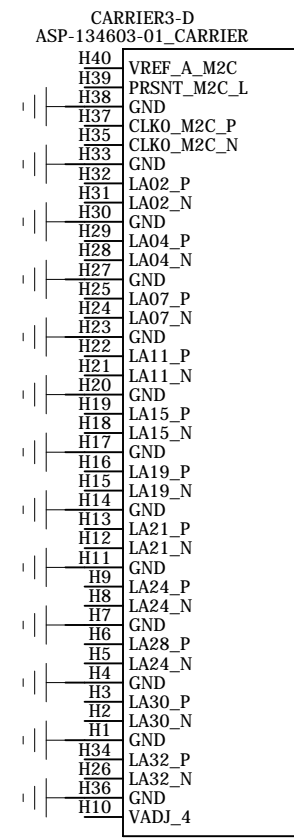 CARRIER3-D
ASP-134603-01_CARRIER
H40 VREF_A_M2C
H39 PRSNT_M2C_L
H38 GND
H37 CLK0_M2C_P
H35 CLK0_M2C_N
H33 GND
H32 LA02_P
H31 LA02_N
H30 GND
H29 LA04_P
H28 LA04_N
H27 GND
H25 LA07_P
H24 LA07_N
H23 GND
H22 LA11_P
H21 LA11_N
H20 GND
H19 LA15_P
H18 LA15_N
H17 GND
H16 LA19_P
H15 LA19_N
H14 GND
H13 LA21_P
H12 LA21_N
H11 GND
H9 LA24_P
H8 LA24_N
H7 GND
H6 LA28_P
H5 LA24_N
H4 GND
H3 LA30_P
H2 LA30_N
H1 GND
H34 LA32_P
H26 LA32_N
H36 GND
H10 VADJ_4